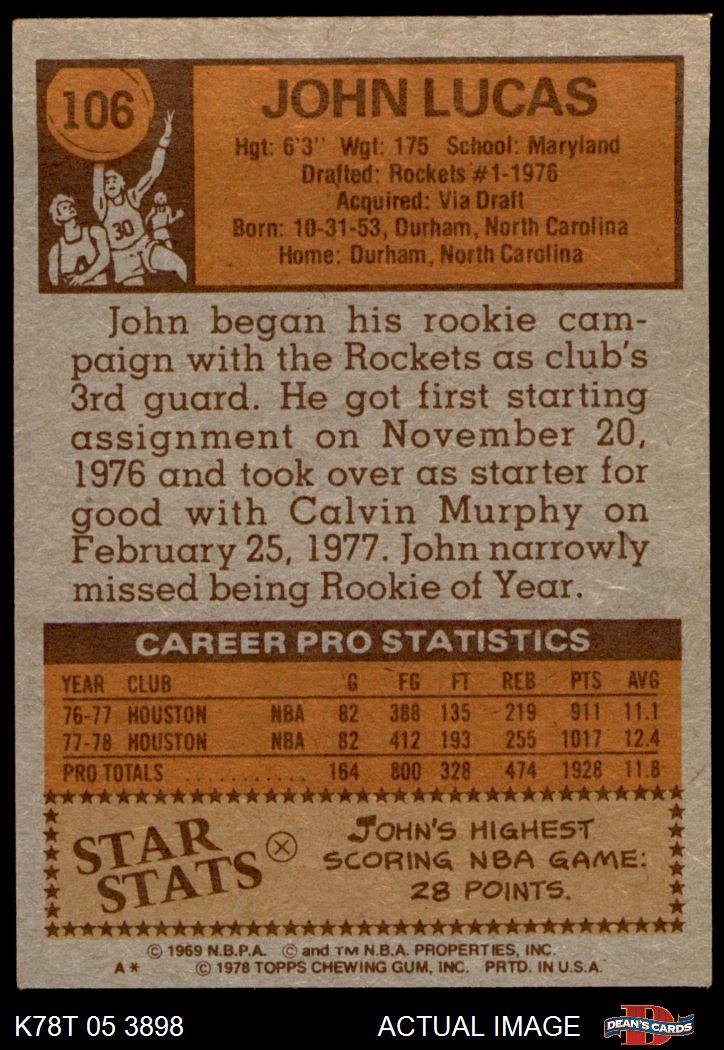 106
30
JOHN LUCAS
Hgt: 6'3" Wgt: 175 School: Maryland
Drafted: Rockets #1-1976
Acquired: Via Draft
Born: 10-31-53, Durham, North Carolina
Home: Durham, North Carolina
John began his rookie cam-
paign with the Rockets as club's
3rd guard. He got first starting
assignment on November 20,
1976 and took over as starter for
good with Calvin Murphy on
February 25, 1977. John narrowly
missed being Rookie of Year.
CAREER PRO STATISTICS
YEAR CLUB G FG FT REB PTS AVG
76-77 HOUSTON NBA 82 388 135 219 911 11.1
77-78 HOUSTON NBA 82 412 193 255 1017 12.4
PRO TOTALS ........... 164 800 328 474 1928 11.8
STAR
STATS
JOHN'S HIGHEST
SCORING NBA GAME:
28 POINTS.
© 1969 N.B.P.A. © and TM N.B.A. PROPERTIES, INC.
A* © 1978 TOPPS CHEWING GUM, INC. PRTD. IN U.S.A.
K78T 05 3898 ACTUAL IMAGE
D
DEAN'S CARDS